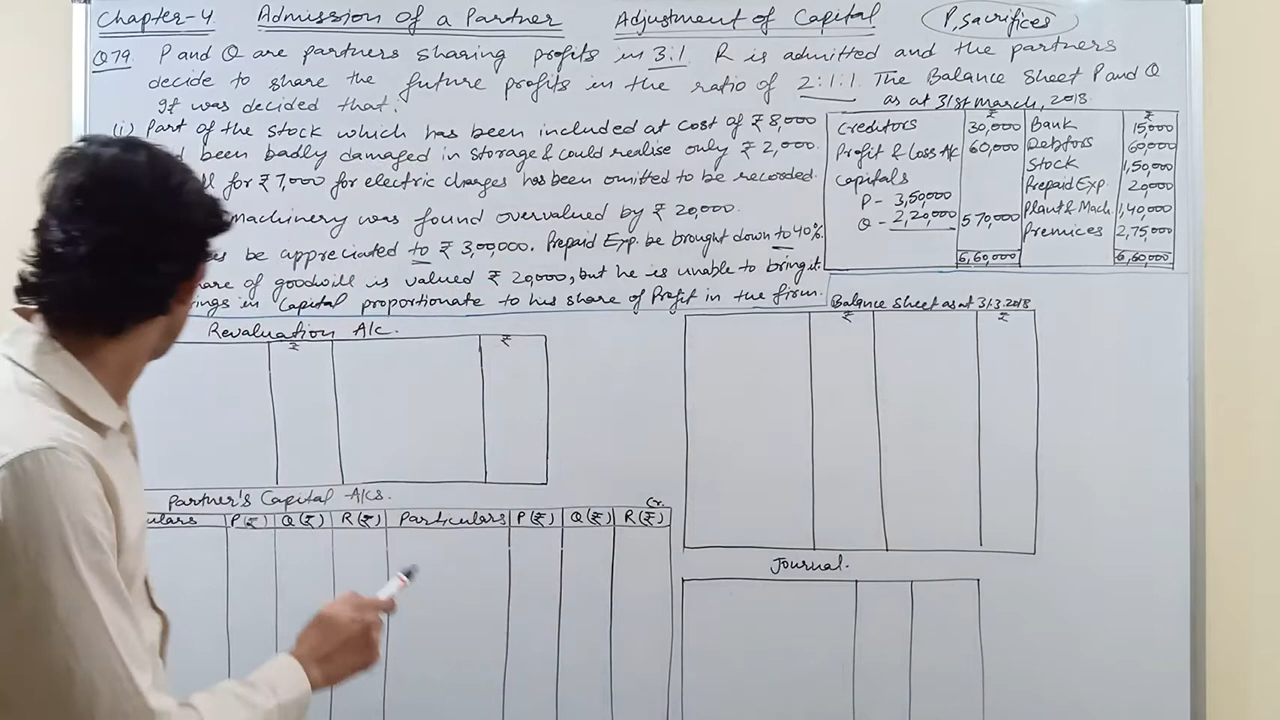 Chapter-4. Admission of a Partner Adjustment of Capital P, sacrifices
Q79. P and Q are partners sharing profits in 3:1. R is admitted and the partners
decide to share the future profits in the ratio of 2:1:1. The Balance Sheet P and Q
It was decided that: as at 31st March, 2018.
(i) Part of the stock which has been included at cost of ₹ 8,000
been badly damaged in storage & could realise only ₹ 2,000.
for ₹ 7,000 for electric charges has been omitted to be recorded.
machinery was found overvalued by ₹ 20,000.
be appreciated to ₹ 3,00,000. Prepaid Exp. be brought down to 40%.
of goodwill is valued ₹ 20,000, but he is unable to bring it.
in Capital proportionate to his share of Profit in the firm.
₹ ₹
Creditors 30,000 Bank 15,000
Profit & Loss A/c 60,000 Debtors 60,000
Stock 1,50,000
Capitals Prepaid Exp. 20,000
P - 3,50,000 Plant & Mach. 1,40,000
Q - 2,20,000 5,70,000 Premices 2,75,000
6,60,000 6,60,000
Revaluation A/c.
₹ ₹
Balance Sheet as at 31.3.2018
₹ ₹
Partner's Capital A/cs.
Cr.
P(₹) Q(₹) R(₹) Particulars P(₹) Q(₹) R(₹)
Journal.